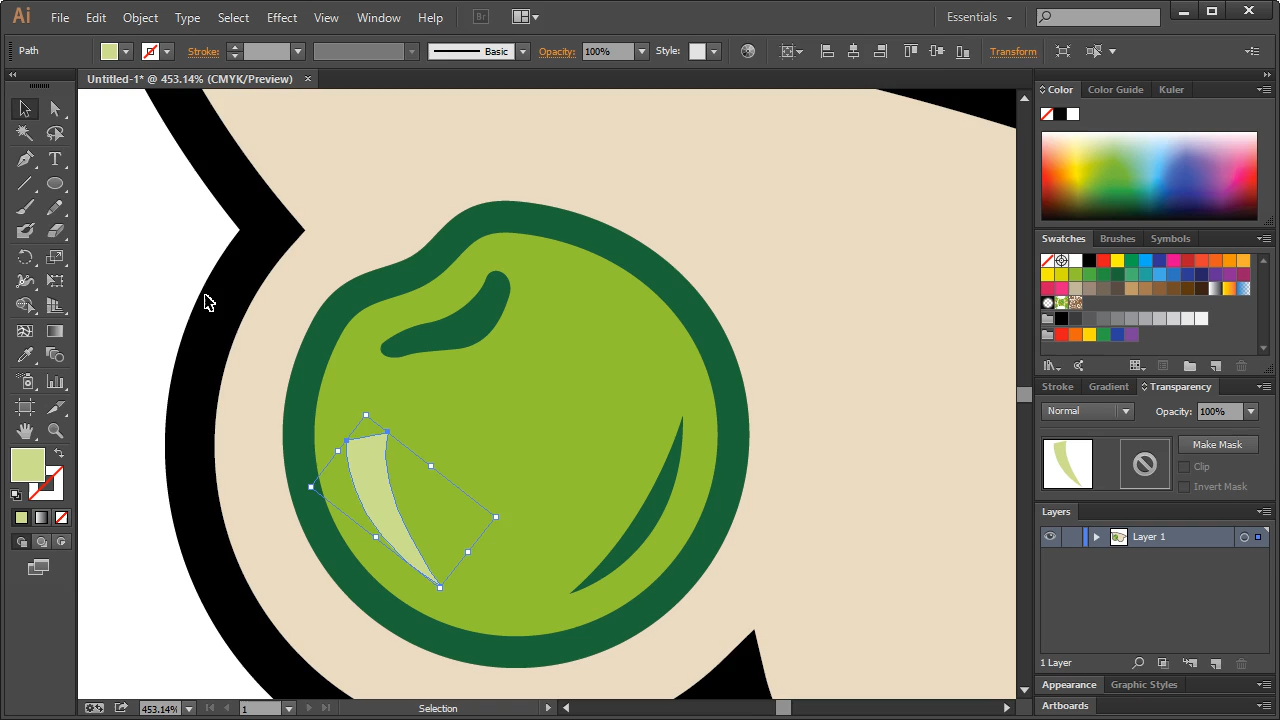 Ai File Edit Object Type Select Effect View Window Help Br Essentials
Path Stroke: Basic Opacity: 100% Style: Transform
Untitled-1* @ 453.14% (CMYK/Preview)
Color Color Guide Kuler
Swatches Brushes Symbols
Stroke Gradient Transparency
Normal Opacity: 100%
Make Mask
Clip
Invert Mask
Layers
Layer 1
1 Layer
Appearance Graphic Styles
Artboards
453.14% 1 Selection